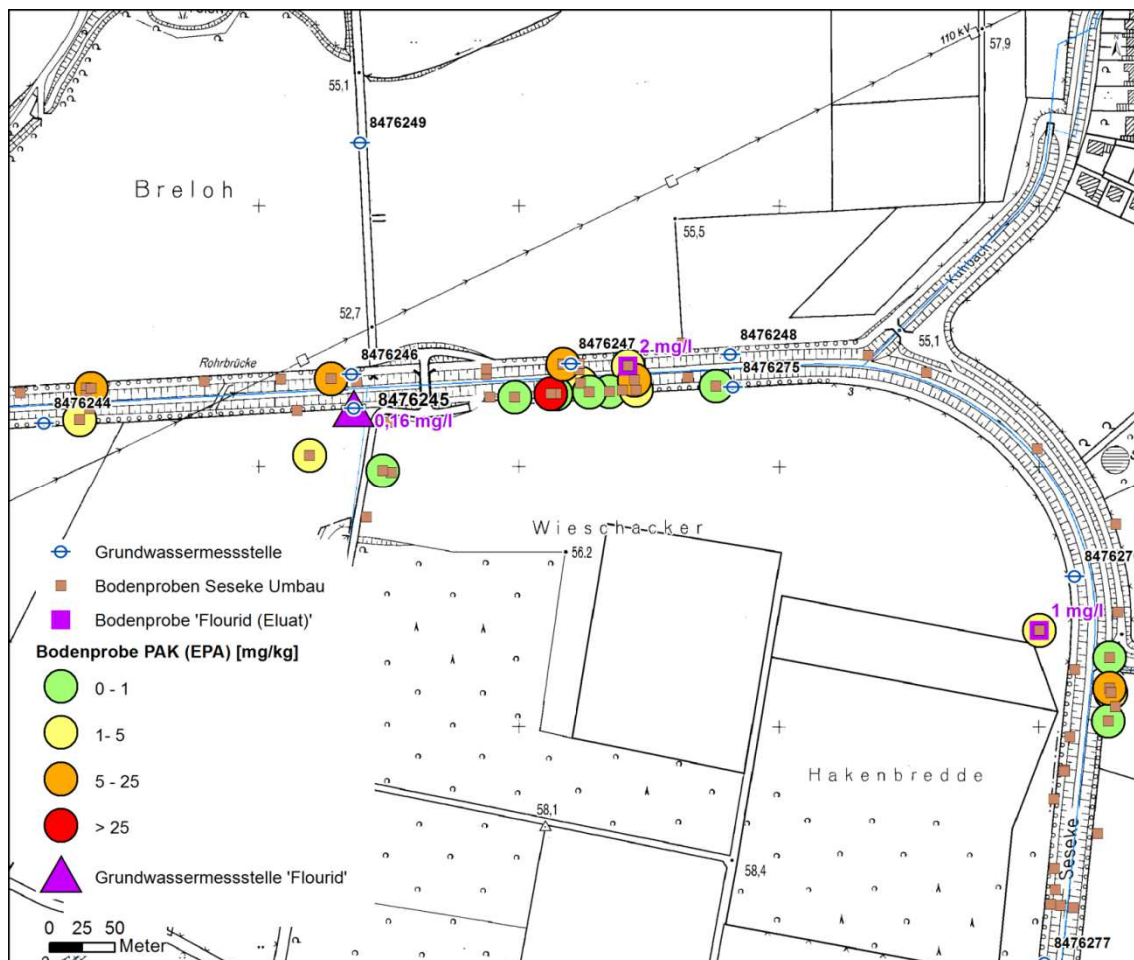 110 kV
57,9
55,1
8476249
Breloh
55,5
Kuhbach
52,7
55,1
Rohrbrücke
8476246
8476247
2 mg/l
8476248
8476275
3
8476244
8476245
0,16 mg/l
Wieschacker
56.2
Grundwassermessstelle
Bodenproben Seseke Umbau
Bodenprobe 'Flourid (Eluat)'
Bodenprobe PAK (EPA) [mg/kg]
0 - 1
1- 5
5 - 25
> 25
Grundwassermessstelle 'Flourid'
0 25 50
Meter
847627
1 mg/l
Hakenbredde
58,1
58,4
Seseke
8476277
N